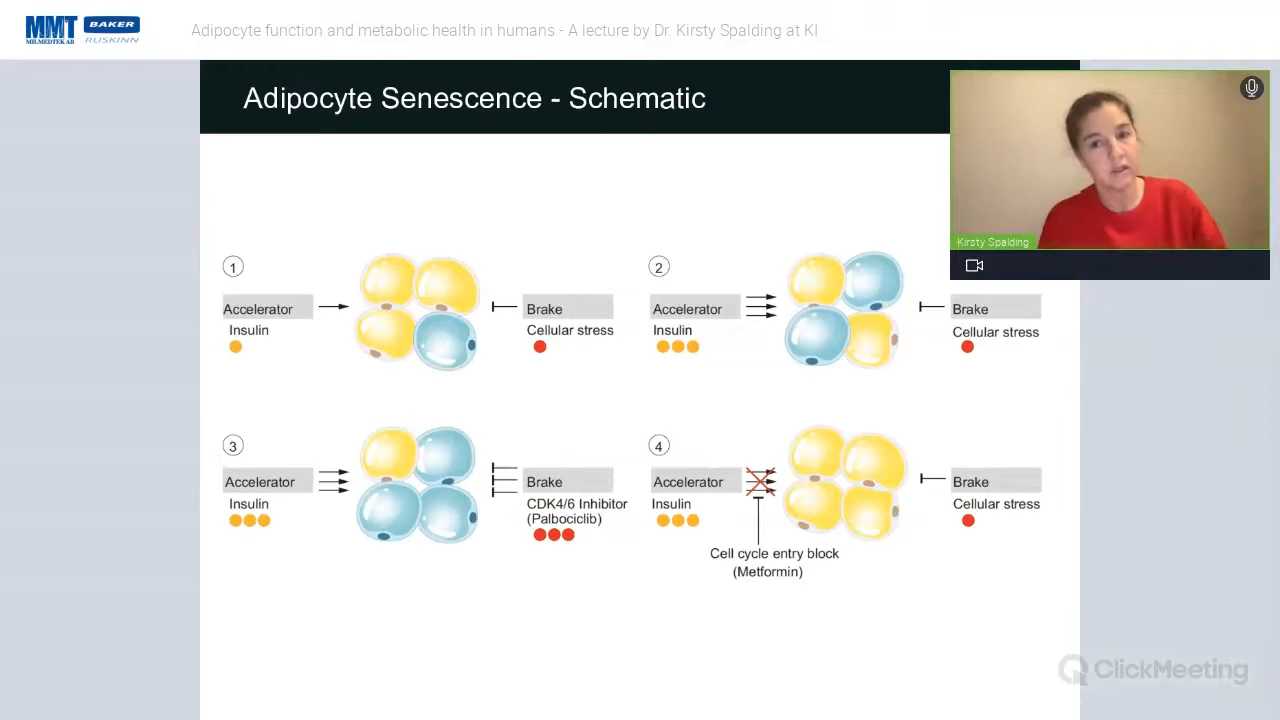 MMT
MILMEDTEK AB
BAKER
RUSKINN
Adipocyte function and metabolic health in humans - A lecture by Dr. Kirsty Spalding at KI
Adipocyte Senescence - Schematic
Kirsty Spalding
1
Accelerator
Insulin
Brake
Cellular stress
2
Accelerator
Insulin
Brake
Cellular stress
3
Accelerator
Insulin
Brake
CDK4/6 Inhibitor
(Palbociclib)
4
Accelerator
Insulin
Brake
Cellular stress
Cell cycle entry block
(Metformin)
ClickMeeting